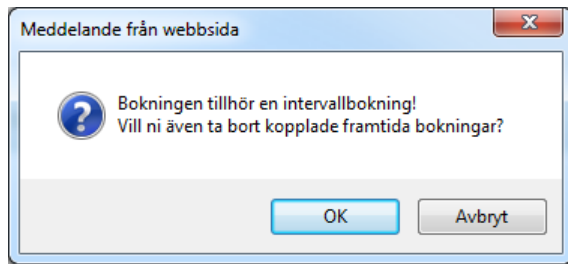 Meddelande från webbsida
Bokningen tillhör en intervallbokning!
Vill ni även ta bort kopplade framtida bokningar?
OK
Avbryt